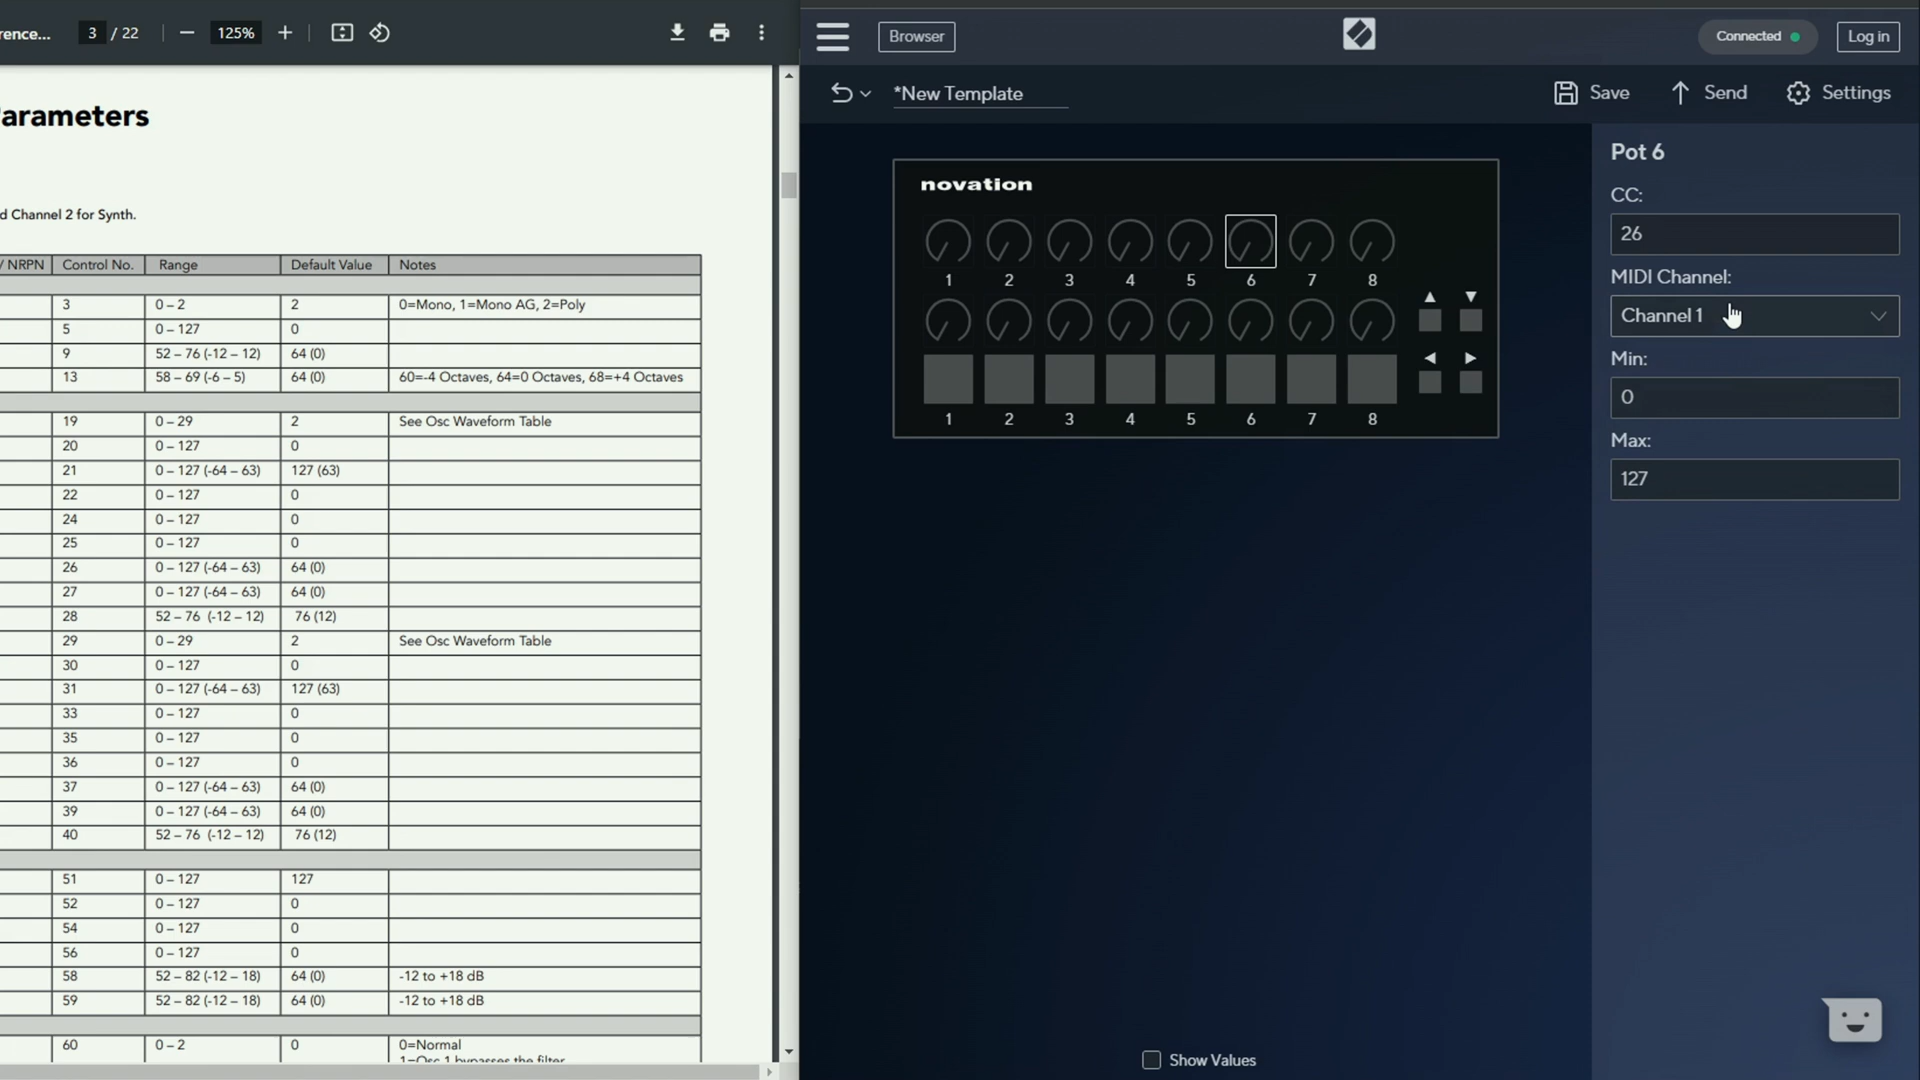 rence... 3 / 22 125%
Parameters
d Channel 2 for Synth.
/ NRPN Control No. Range Default Value Notes
3 0 – 2 2 0=Mono, 1=Mono AG, 2=Poly
5 0 – 127 0
9 52 – 76 (-12 – 12) 64 (0)
13 58 – 69 (-6 – 5) 64 (0) 60=-4 Octaves, 64=0 Octaves, 68=+4 Octaves
19 0 – 29 2 See Osc Waveform Table
20 0 – 127 0
21 0 – 127 (-64 – 63) 127 (63)
22 0 – 127 0
24 0 – 127 0
25 0 – 127 0
26 0 – 127 (-64 – 63) 64 (0)
27 0 – 127 (-64 – 63) 64 (0)
28 52 – 76 (-12 – 12) 76 (12)
29 0 – 29 2 See Osc Waveform Table
30 0 – 127 0
31 0 – 127 (-64 – 63) 127 (63)
33 0 – 127 0
35 0 – 127 0
36 0 – 127 0
37 0 – 127 (-64 – 63) 64 (0)
39 0 – 127 (-64 – 63) 64 (0)
40 52 – 76 (-12 – 12) 76 (12)
51 0 – 127 127
52 0 – 127 0
54 0 – 127 0
56 0 – 127 0
58 52 – 82 (-12 – 18) 64 (0) -12 to +18 dB
59 52 – 82 (-12 – 18) 64 (0) -12 to +18 dB
60 0 – 2 0 0=Normal
1=Osc 1 bypasses the filter
Browser Connected Log in
*New Template Save Send Settings
novation
1 2 3 4 5 6 7 8
1 2 3 4 5 6 7 8
Show Values
Pot 6
CC:
26
MIDI Channel:
Channel 1
Min:
0
Max:
127